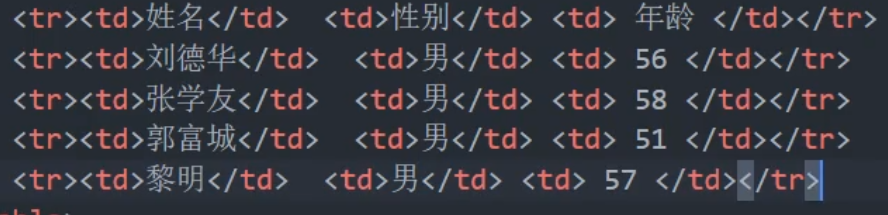 <tr><td>姓名</td>  <td>性别</td> <td> 年龄 </td></tr>
<tr><td>刘德华</td>  <td>男</td> <td> 56 </td></tr>
<tr><td>张学友</td>  <td>男</td> <td> 58 </td></tr>
<tr><td>郭富城</td>  <td>男</td> <td> 51 </td></tr>
<tr><td>黎明</td>  <td>男</td> <td> 57 </td></tr>